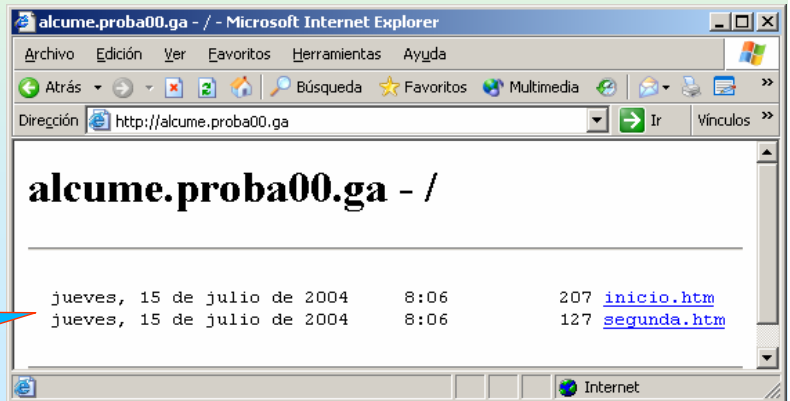 alcume.proba00.ga - / - Microsoft Internet Explorer
Archivo Edición Ver Favoritos Herramientas Ayuda
Atrás Búsqueda Favoritos Multimedia »
Dirección http://alcume.proba00.ga Ir Vínculos »
alcume.proba00.ga - /
jueves, 15 de julio de 2004 8:06 207 inicio.htm
jueves, 15 de julio de 2004 8:06 127 segunda.htm
Internet